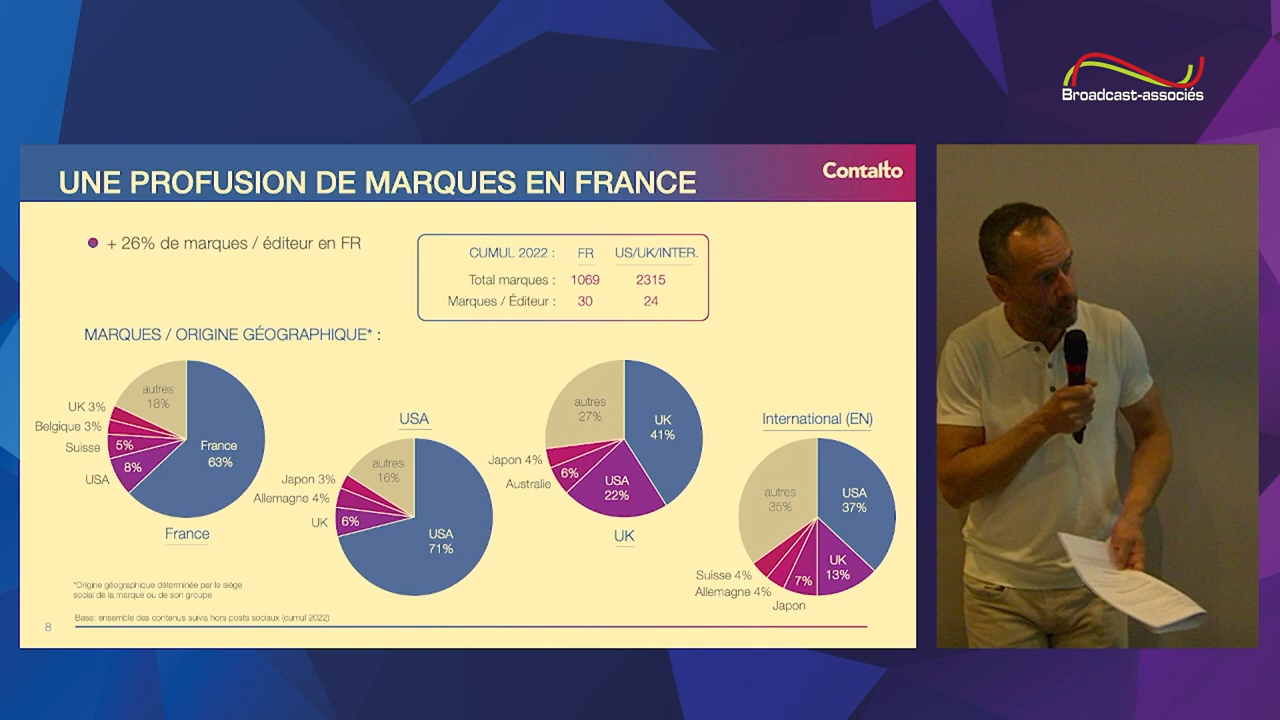 Broadcast-associés
UNE PROFUSION DE MARQUES EN FRANCE
Contalto
+ 26% de marques / éditeur en FR
CUMUL 2022 : FR US/UK/INTER.
Total marques : 1069 2315
Marques / Éditeur : 30 24
MARQUES / ORIGINE GÉOGRAPHIQUE* :
autres
18%
UK 3%
Belgique 3%
Suisse 5%
USA 8%
France
63%
France
USA
autres
16%
Japon 3%
Allemagne 4%
UK 6%
USA
71%
autres
27%
UK
41%
Japon 4%
Australie 6%
USA
22%
UK
International (EN)
autres
35%
USA
37%
UK
13%
7%
Suisse 4%
Allemagne 4%
Japon
*Origine géographique déterminée par le siège
social de la marque ou de son groupe
Base: ensemble des contenus suivis hors posts sociaux (cumul 2022)
8